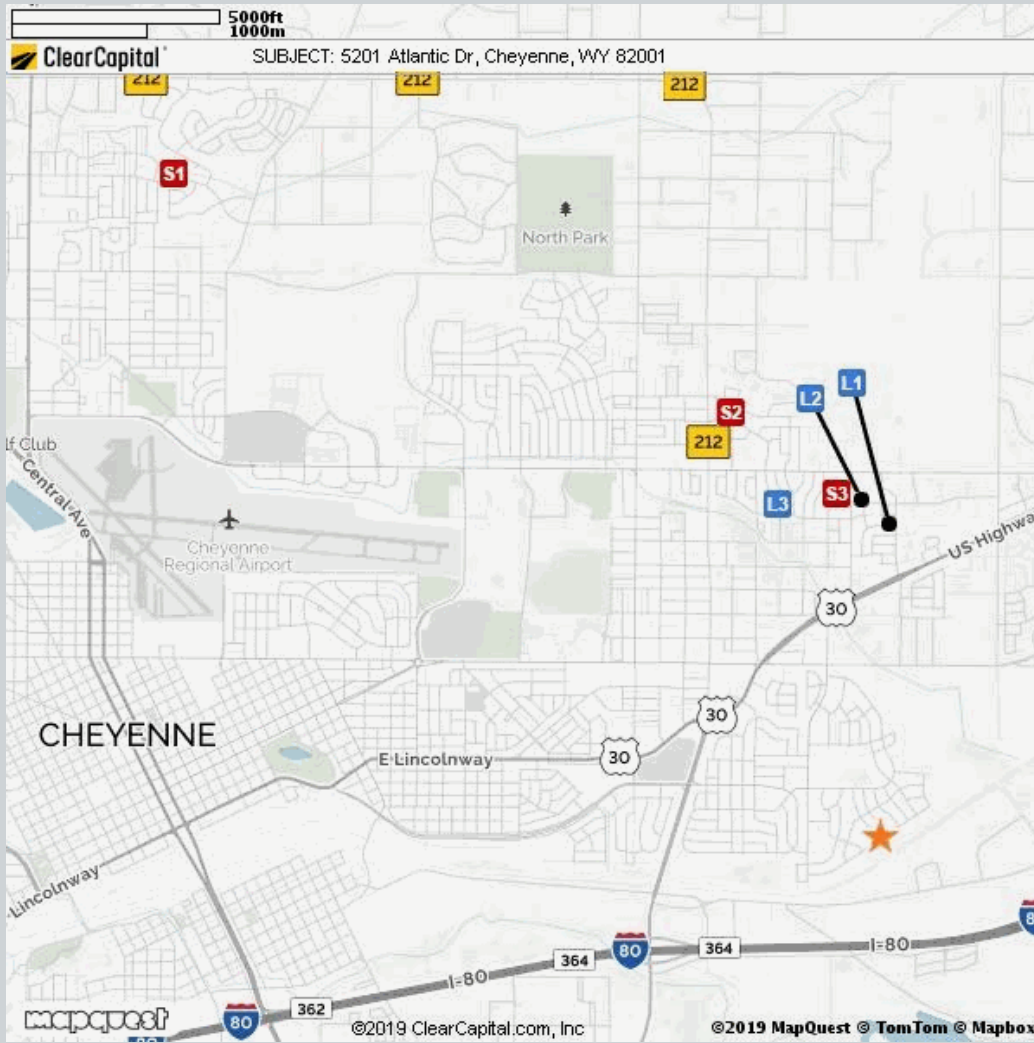 5000ft
1000m
ClearCapital
SUBJECT: 5201 Atlantic Dr, Cheyenne, WY 82001
212
212
212
S1
North Park
L1
L2
S2
212
lf Club
Central Ave
S3
L3
Cheyenne
Regional Airport
US Highwa
30
30
CHEYENNE
E Lincolnway
30
Lincolnway
80
364
80
364
I-80
I-80
362
80
80
mapquest
©2019 ClearCapital.com, Inc
©2019 MapQuest © TomTom © Mapbox